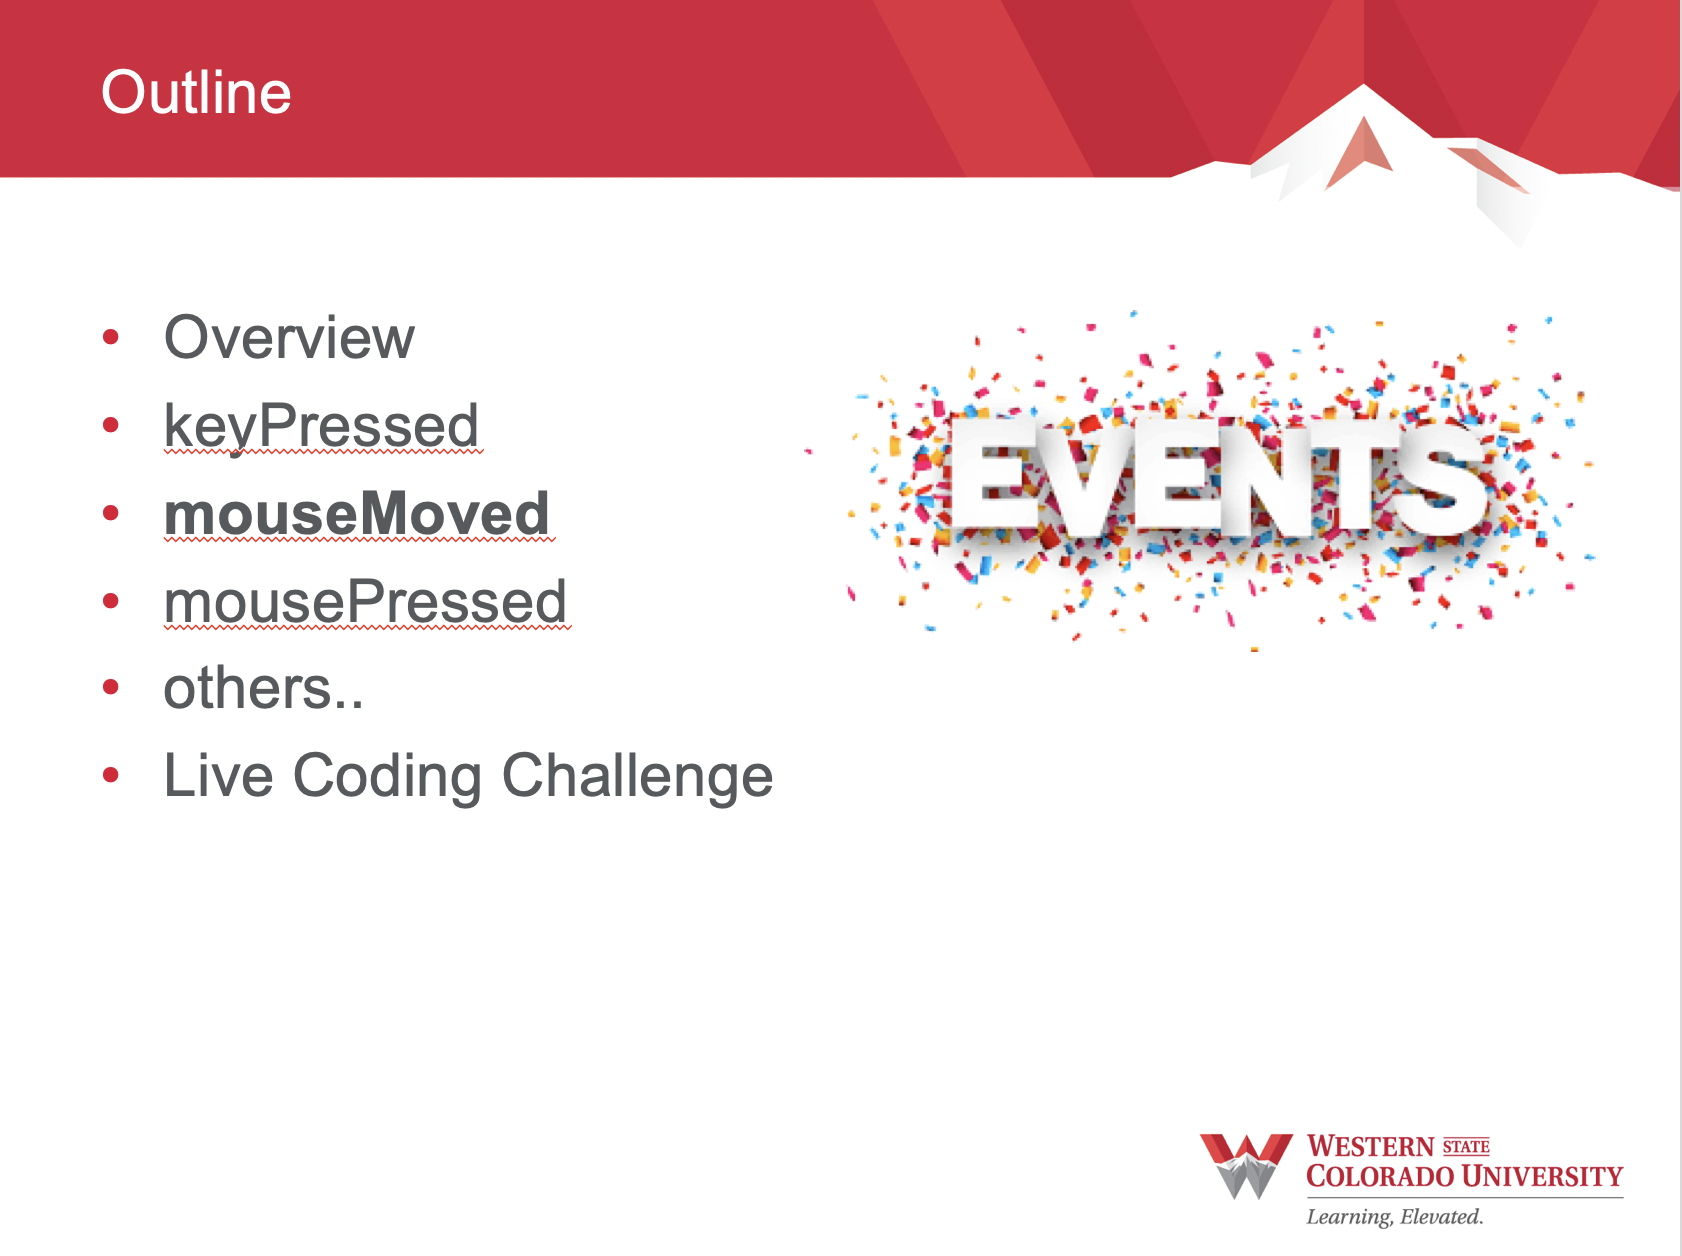 Outline
• Overview
• keyPressed
• mouseMoved
• mousePressed
• others..
• Live Coding Challenge
EVENTS
WESTERN STATE
COLORADO UNIVERSITY
Learning, Elevated.